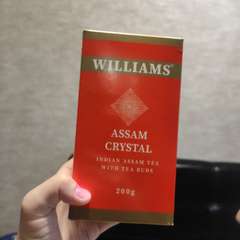 WILLIAMS®
ASSAM
CRYSTAL
INDIAN ASSAM TEA
WITH TEA BUDS
200g